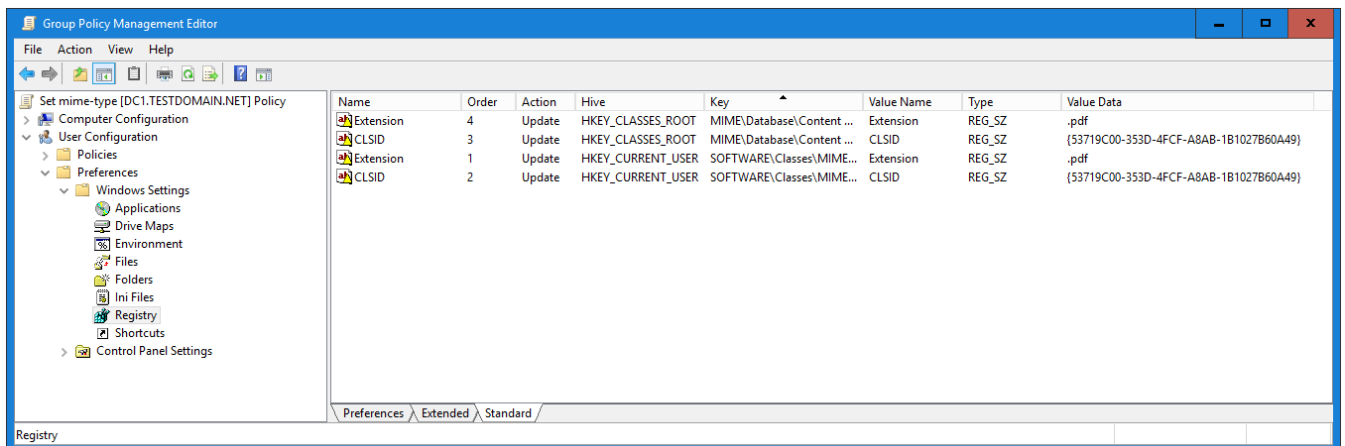 Group Policy Management Editor
File Action View Help
Set mime-type [DC1.TESTDOMAIN.NET] Policy
Computer Configuration
User Configuration
Policies
Preferences
Windows Settings
Applications
Drive Maps
Environment
Files
Folders
Ini Files
Registry
Shortcuts
Control Panel Settings
Name Order Action Hive Key Value Name Type Value Data
Extension 4 Update HKEY_CLASSES_ROOT MIME\Database\Content ... Extension REG_SZ .pdf
CLSID 3 Update HKEY_CLASSES_ROOT MIME\Database\Content ... CLSID REG_SZ {53719C00-353D-4FCF-A8AB-1B1027B60A49}
Extension 1 Update HKEY_CURRENT_USER SOFTWARE\Classes\MIME... Extension REG_SZ .pdf
CLSID 2 Update HKEY_CURRENT_USER SOFTWARE\Classes\MIME... CLSID REG_SZ {53719C00-353D-4FCF-A8AB-1B1027B60A49}
Preferences Extended Standard
Registry